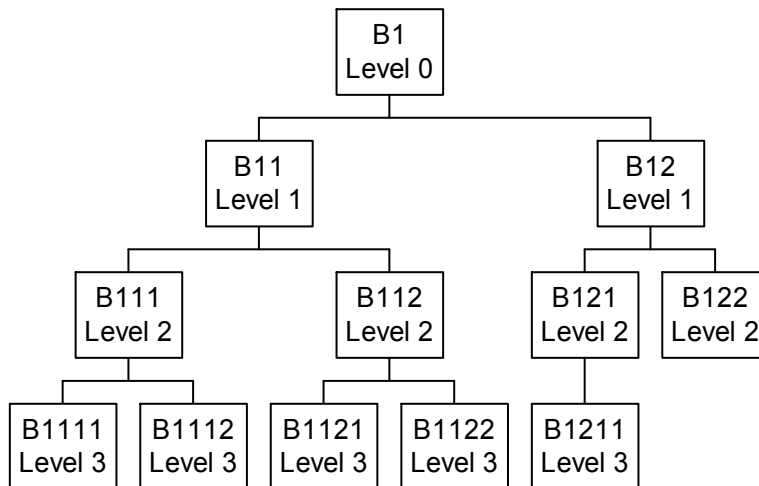 B1
Level 0
B11
Level 1
B12
Level 1
B111
Level 2
B112
Level 2
B121
Level 2
B122
Level 2
B1111
Level 3
B1112
Level 3
B1121
Level 3
B1122
Level 3
B1211
Level 3